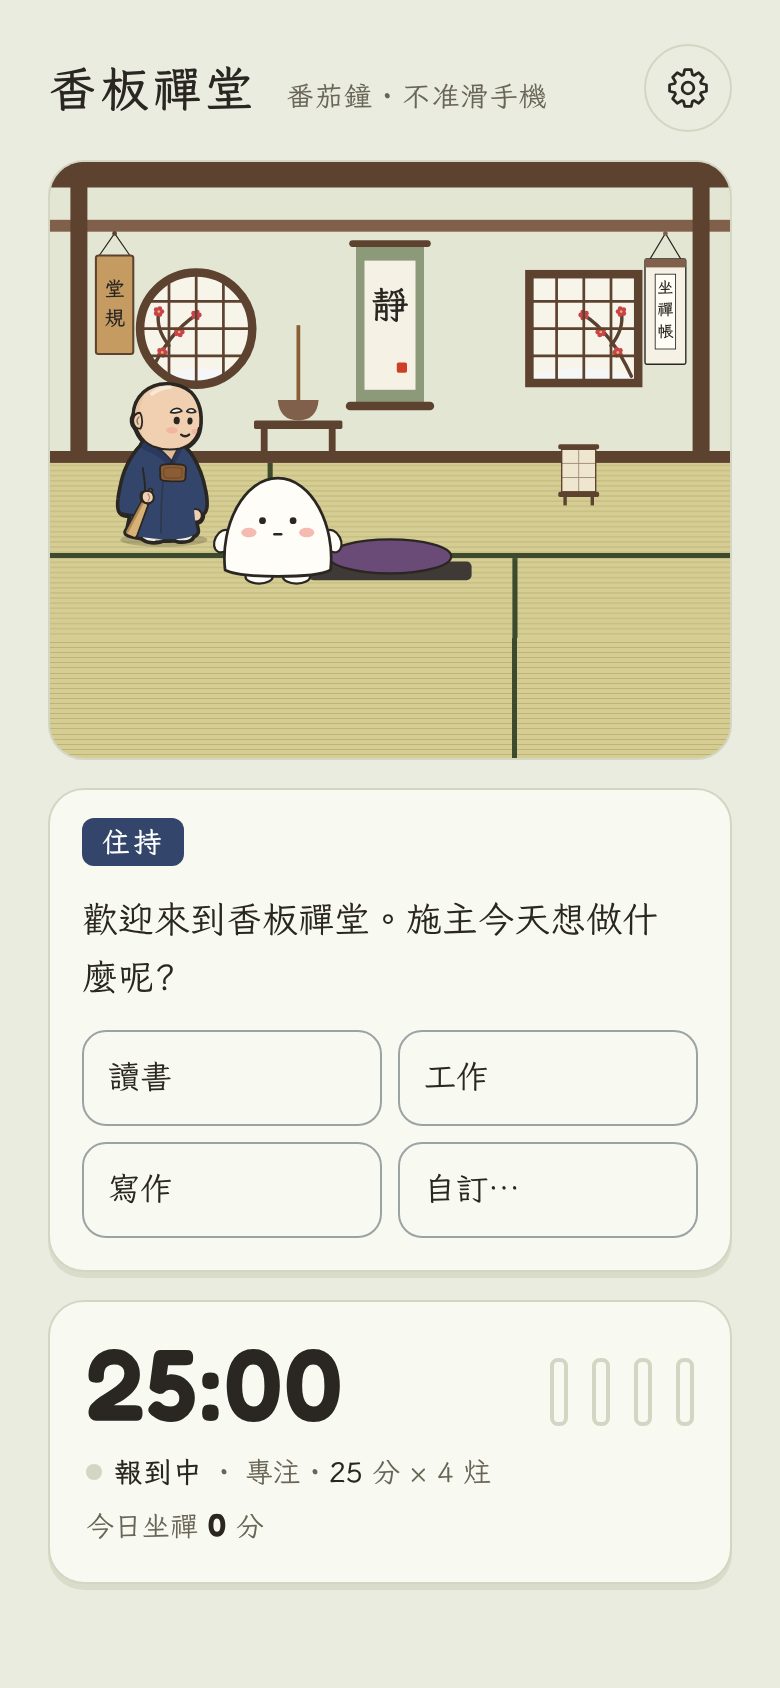 香板禪堂 番茄鐘・不准滑手機
堂規
靜
坐禪帳
住持
歡迎來到香板禪堂。施主今天想做什
麼呢?
讀書
工作
寫作
自訂⋯
25:00
報到中 · 專注・25 分 × 4 炷
今日坐禪 0 分